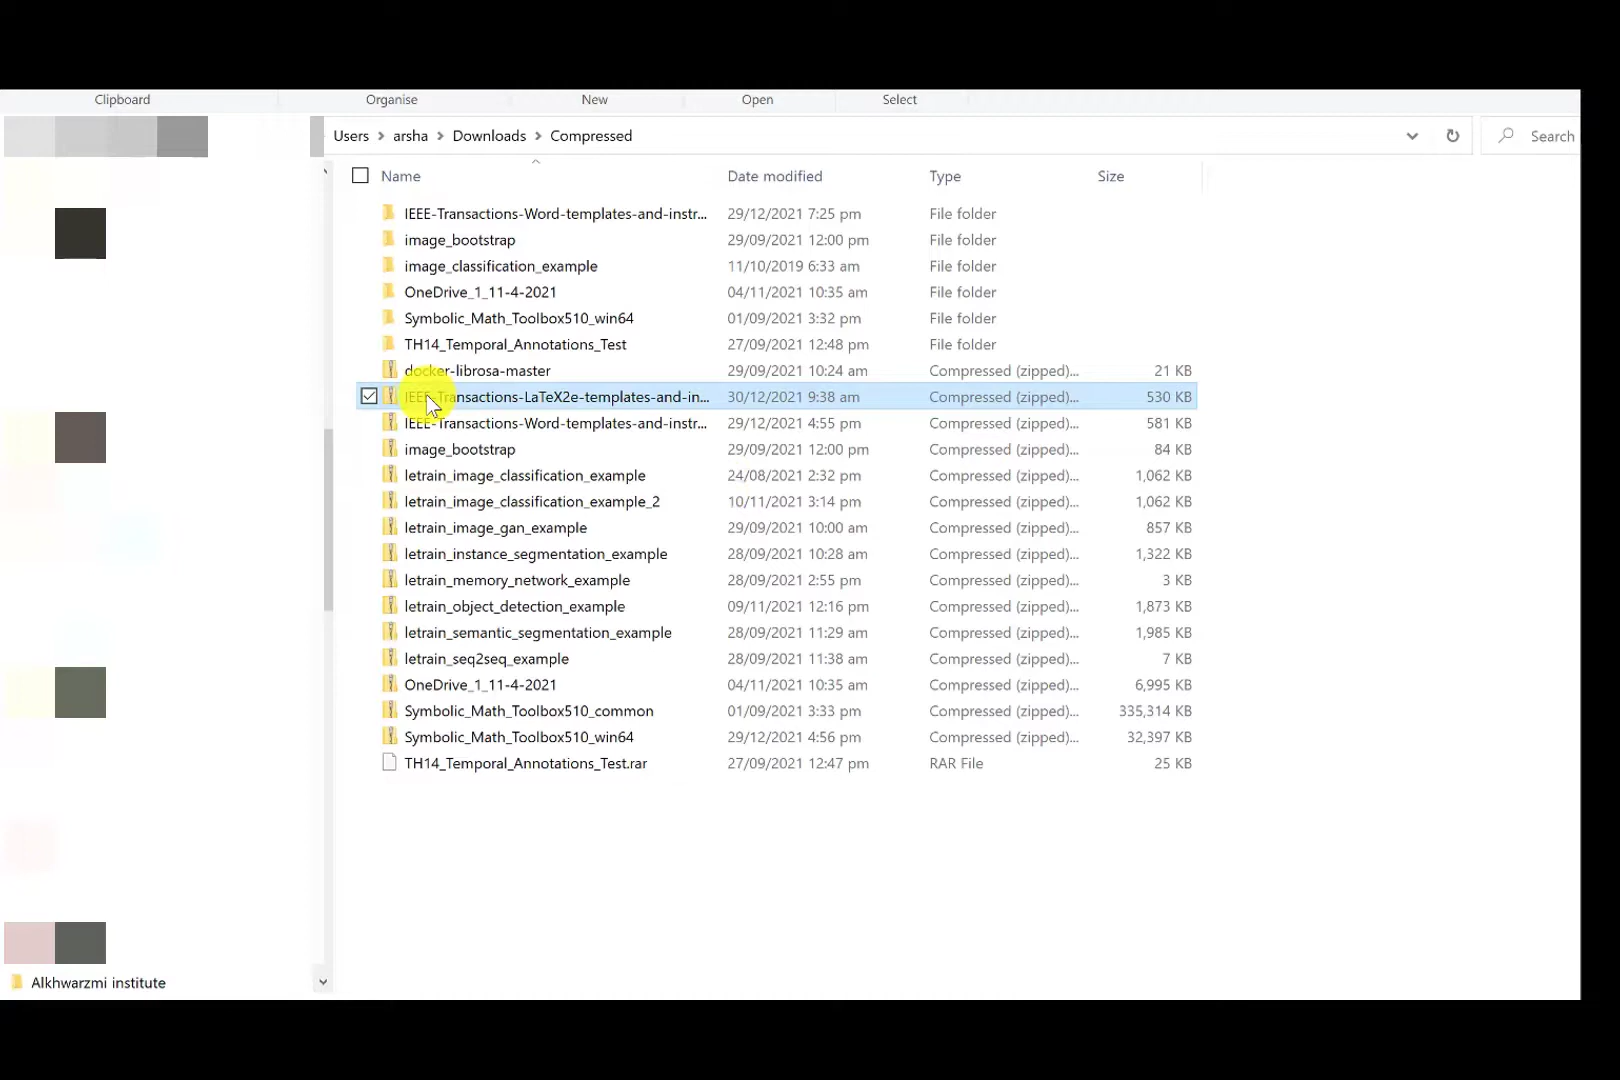 Clipboard Organise New Open Select
Users > arsha > Downloads > Compressed Search
Name Date modified Type Size
IEEE-Transactions-Word-templates-and-instr... 29/12/2021 7:25 pm File folder
image_bootstrap 29/09/2021 12:00 pm File folder
image_classification_example 11/10/2019 6:33 am File folder
OneDrive_1_11-4-2021 04/11/2021 10:35 am File folder
Symbolic_Math_Toolbox510_win64 01/09/2021 3:32 pm File folder
TH14_Temporal_Annotations_Test 27/09/2021 12:48 pm File folder
docker-librosa-master 29/09/2021 10:24 am Compressed (zipped)... 21 KB
IEEE-Transactions-LaTeX2e-templates-and-in... 30/12/2021 9:38 am Compressed (zipped)... 530 KB
IEEE-Transactions-Word-templates-and-instr... 29/12/2021 4:55 pm Compressed (zipped)... 581 KB
image_bootstrap 29/09/2021 12:00 pm Compressed (zipped)... 84 KB
letrain_image_classification_example 24/08/2021 2:32 pm Compressed (zipped)... 1,062 KB
letrain_image_classification_example_2 10/11/2021 3:14 pm Compressed (zipped)... 1,062 KB
letrain_image_gan_example 29/09/2021 10:00 am Compressed (zipped)... 857 KB
letrain_instance_segmentation_example 28/09/2021 10:28 am Compressed (zipped)... 1,322 KB
letrain_memory_network_example 28/09/2021 2:55 pm Compressed (zipped)... 3 KB
letrain_object_detection_example 09/11/2021 12:16 pm Compressed (zipped)... 1,873 KB
letrain_semantic_segmentation_example 28/09/2021 11:29 am Compressed (zipped)... 1,985 KB
letrain_seq2seq_example 28/09/2021 11:38 am Compressed (zipped)... 7 KB
OneDrive_1_11-4-2021 04/11/2021 10:35 am Compressed (zipped)... 6,995 KB
Symbolic_Math_Toolbox510_common 01/09/2021 3:33 pm Compressed (zipped)... 335,314 KB
Symbolic_Math_Toolbox510_win64 29/12/2021 4:56 pm Compressed (zipped)... 32,397 KB
TH14_Temporal_Annotations_Test.rar 27/09/2021 12:47 pm RAR File 25 KB
Alkhwarzmi institute